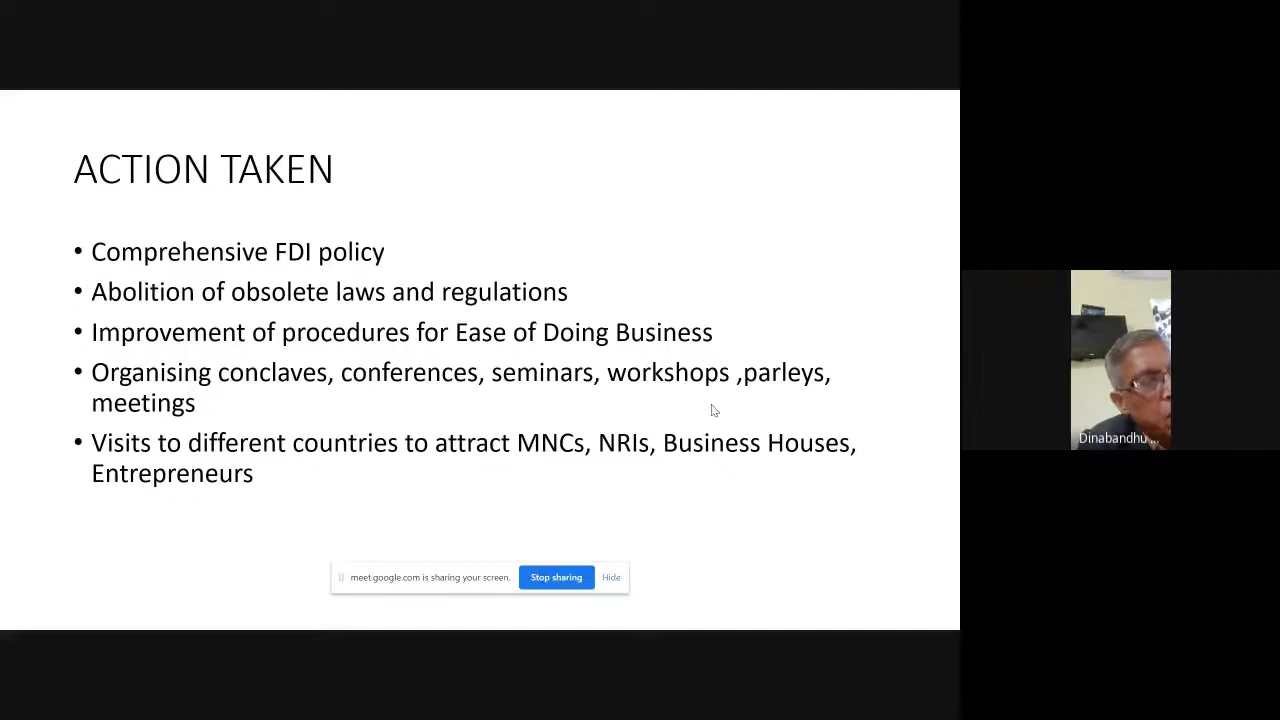 ACTION TAKEN
• Comprehensive FDI policy
• Abolition of obsolete laws and regulations
• Improvement of procedures for Ease of Doing Business
• Organising conclaves, conferences, seminars, workshops ,parleys,
meetings
• Visits to different countries to attract MNCs, NRIs, Business Houses,
Entrepreneurs
meet.google.com is sharing your screen. Stop sharing Hide
Dinabandhu ...